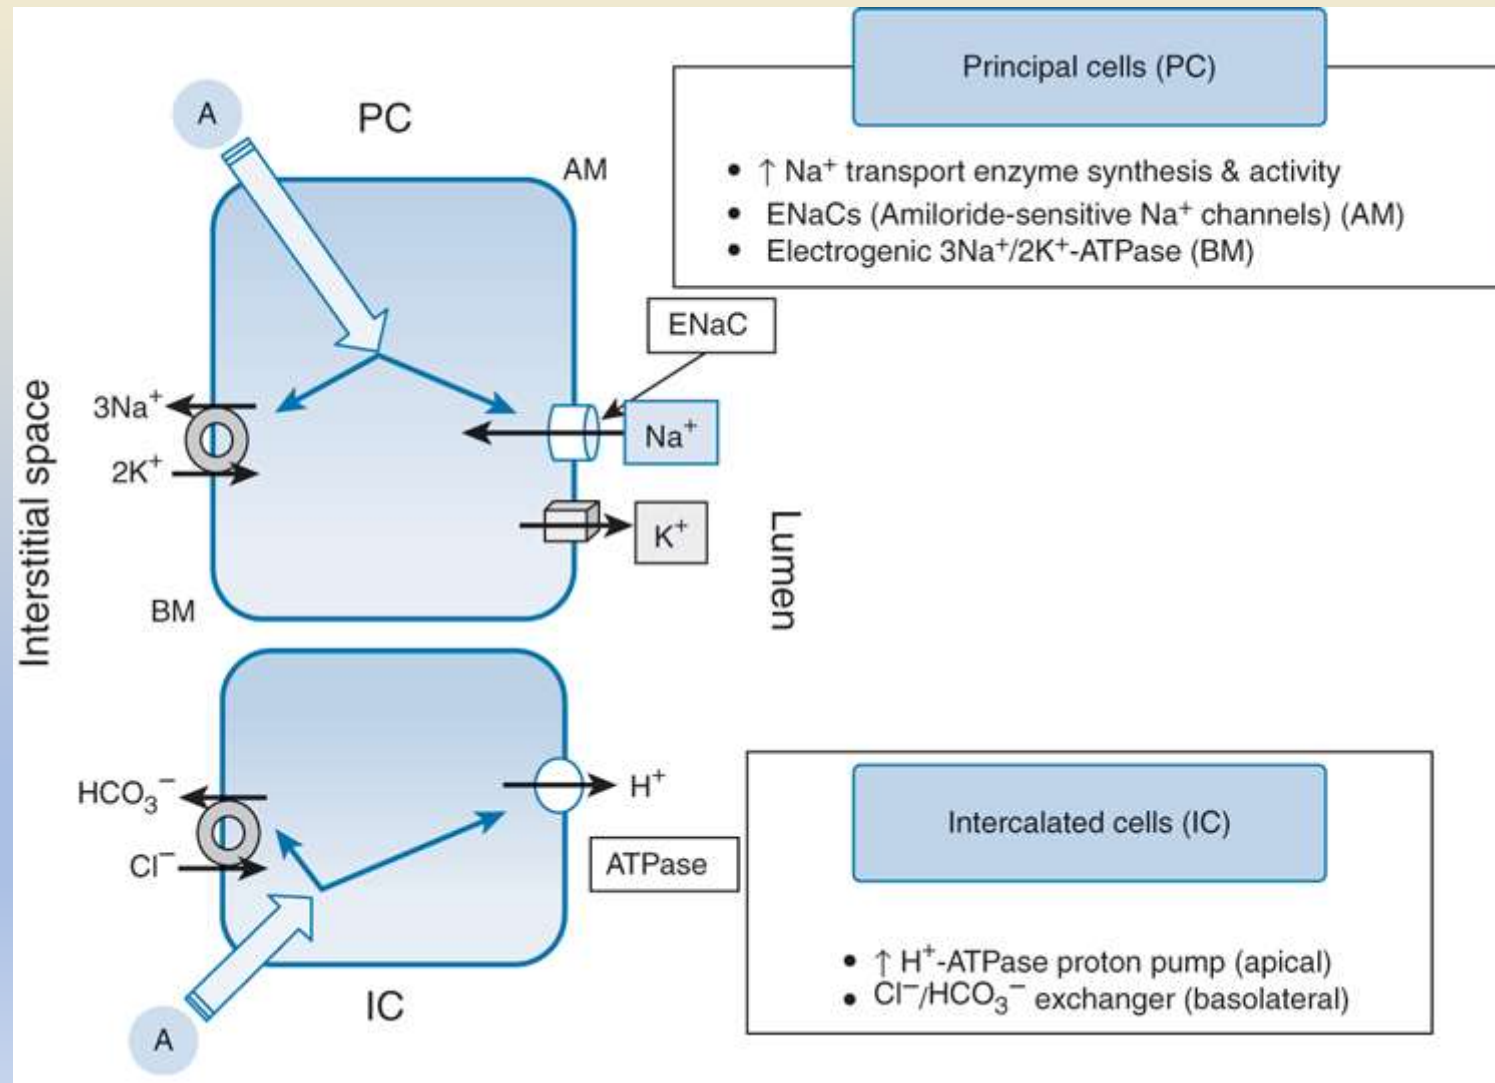 Principal cells (PC)
• ↑ Na⁺ transport enzyme synthesis & activity
• ENaCs (Amiloride-sensitive Na⁺ channels) (AM)
• Electrogenic 3Na⁺/2K⁺-ATPase (BM)
A
PC
AM
ENaC
3Na⁺
2K⁺
Na⁺
K⁺
BM
Interstitial space
Lumen
HCO₃⁻
Cl⁻
H⁺
ATPase
A
IC
Intercalated cells (IC)
• ↑ H⁺-ATPase proton pump (apical)
• Cl⁻/HCO₃⁻ exchanger (basolateral)